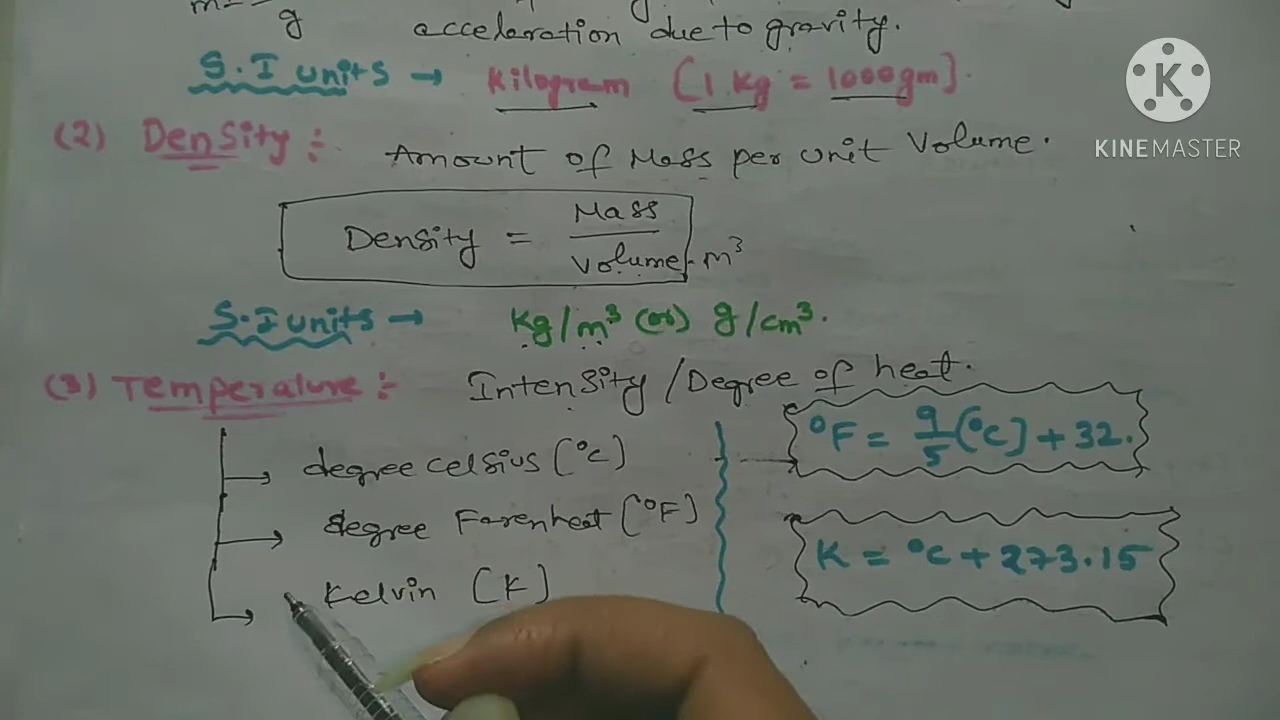 m=
g acceleration due to gravity.
S.I units → Kilogram (1 Kg = 1000gm).
K
KINEMASTER
(2) Density :- Amount of Mass per unit Volume.
Density = Mass
Volume m³
S.I units → Kg/m³ (or) g/cm³.
(3) Temperature :- Intensity/Degree of heat.
degree celsius (°c)
°F = 9/5 (°c) + 32.
degree Farenheat (°F)
K = °c + 273.15
Kelvin (K)